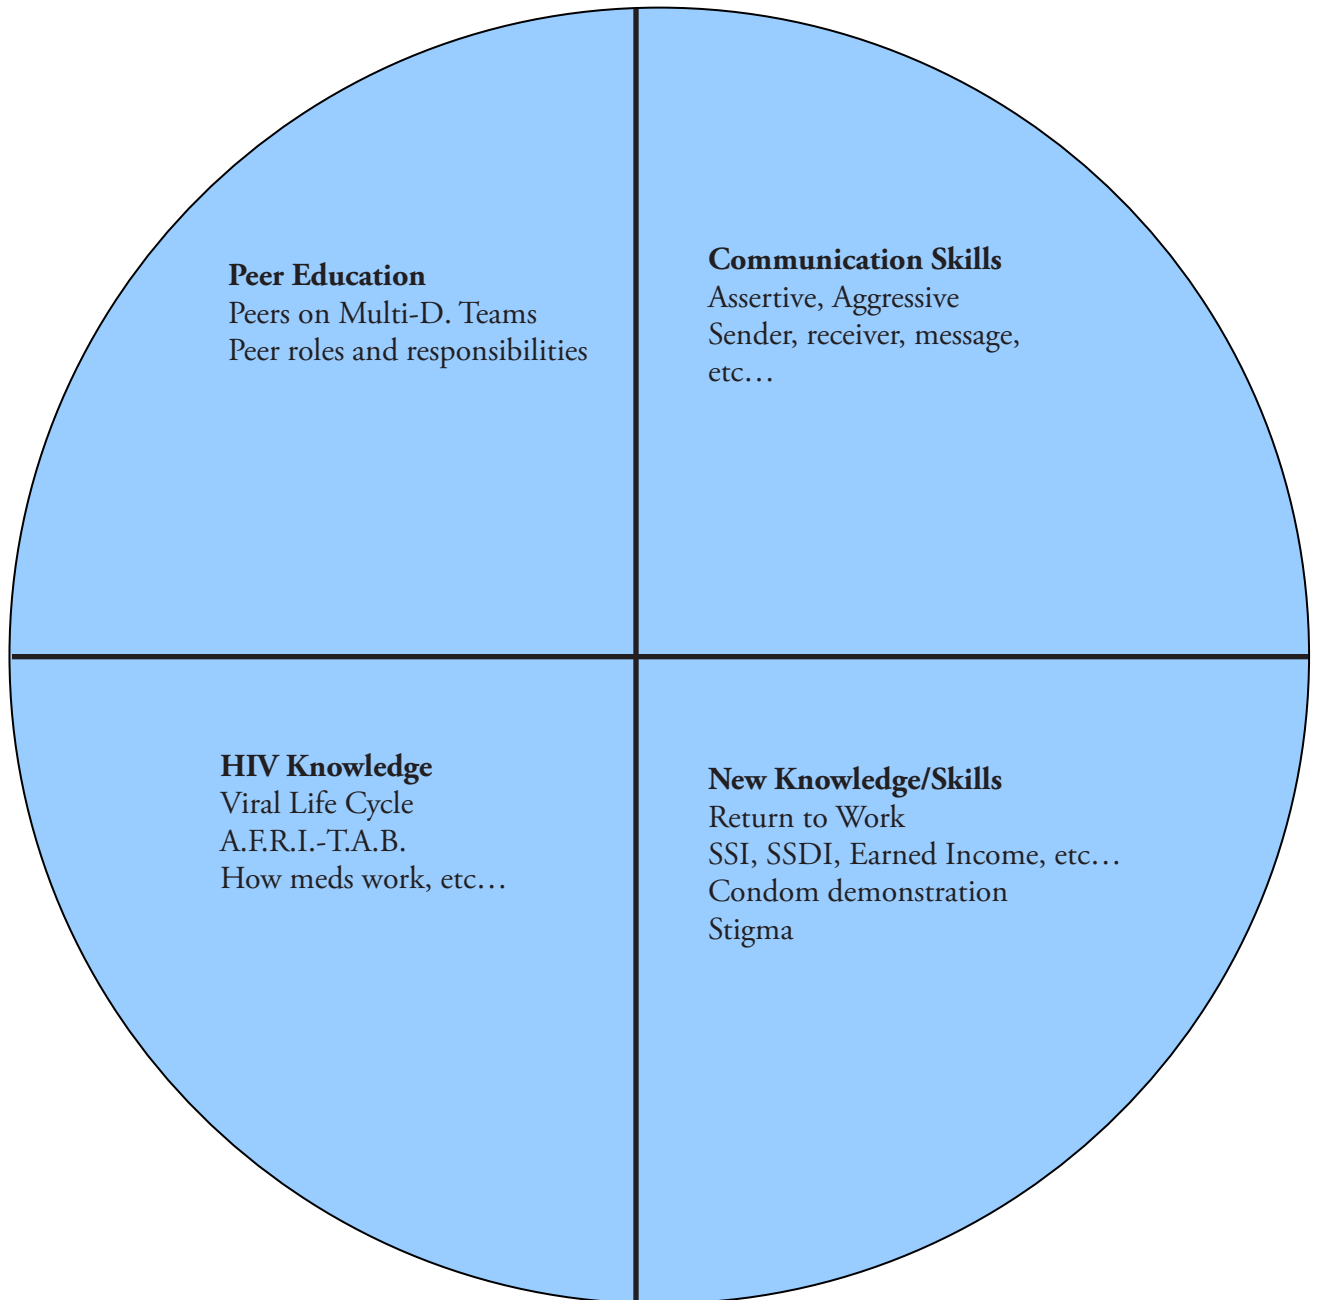 Peer Education
Peers on Multi-D. Teams
Peer roles and responsibilities
Communication Skills
Assertive, Aggressive
Sender, receiver, message,
etc…
HIV Knowledge
Viral Life Cycle
A.F.R.I.-T.A.B.
How meds work, etc…
New Knowledge/Skills
Return to Work
SSI, SSDI, Earned Income, etc…
Condom demonstration
Stigma